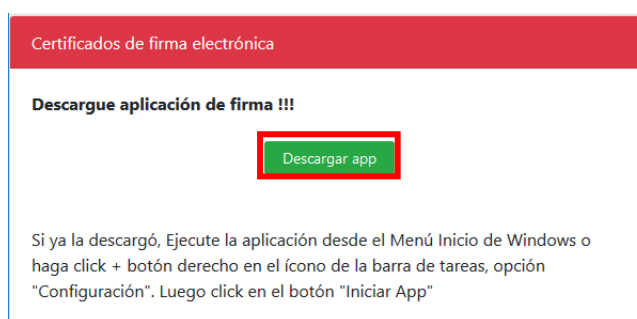 Certificados de firma electrónica
Descargue aplicación de firma !!!
Descargar app
Si ya la descargó, Ejecute la aplicación desde el Menú Inicio de Windows o
haga click + botón derecho en el ícono de la barra de tareas, opción
"Configuración". Luego click en el botón "Iniciar App"